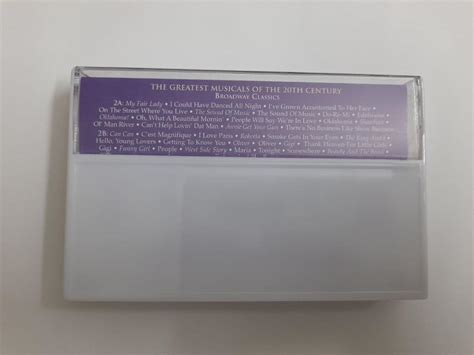 THE GREATEST MUSICALS OF THE 20TH CENTURY
BROADWAY CLASSICS
2A: My Fair Lady • I Could Have Danced All Night • I've Grown Accustomed To Her Face
On The Street Where You Live • The Sound Of Music • The Sound Of Music • Do-Re-Mi • Edelweiss
Oklahoma! • Oh, What A Beautiful Mornin' • People Will Say We're In Love • Oklahoma •
Ol' Man River • Can't Help Lovin' Dat Man • Annie Get Your Gun • There's No Business Like Show Business
2B: Can Can • C'est Magnifique • I Love Paris • Roberta • Smoke Gets In Your Eyes • The King And I
Hello, Young Lovers • Getting To Know You • Oliver • Oliver • Gigi • Thank Heaven For Little Girls
Gigi • Funny Girl • People • West Side Story • Maria • Tonight • Somewhere • Beauty And The Beast